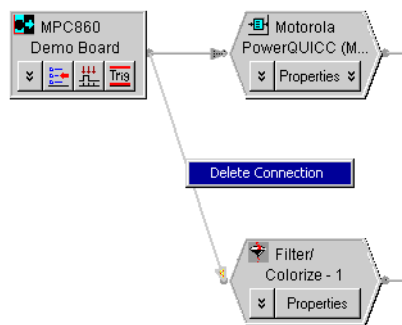 MPC860
Demo Board
Trig
Motorola
PowerQUICC (M...
Properties
Delete Connection
Filter/
Colorize - 1
Properties